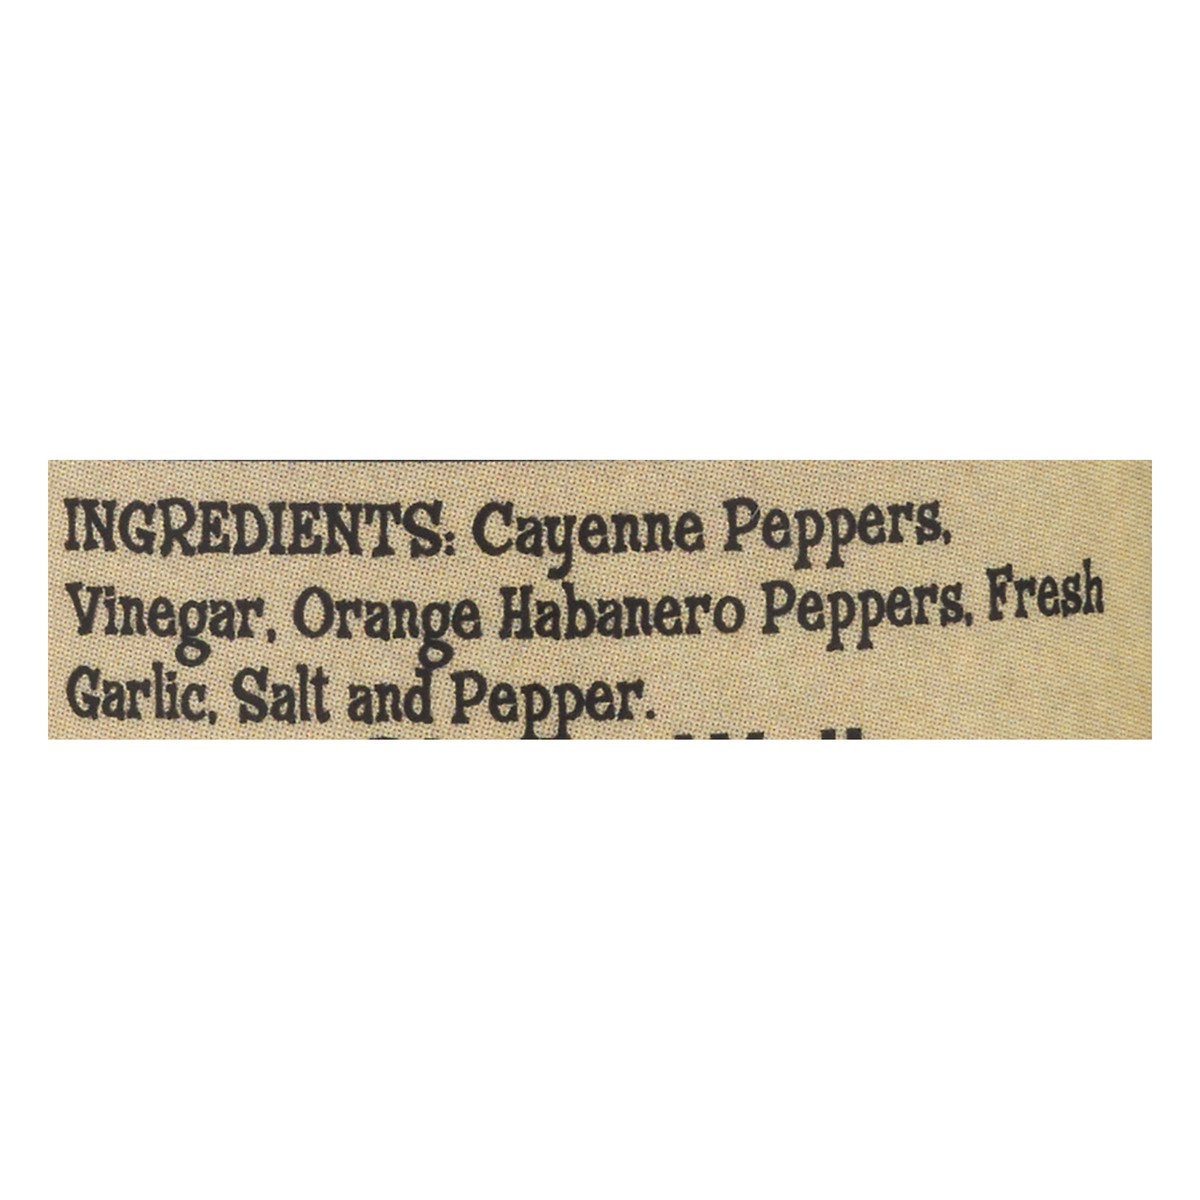 INGREDIENTS: Cayenne Peppers,
Vinegar, Orange Habanero Peppers, Fresh
Garlic, Salt and Pepper.